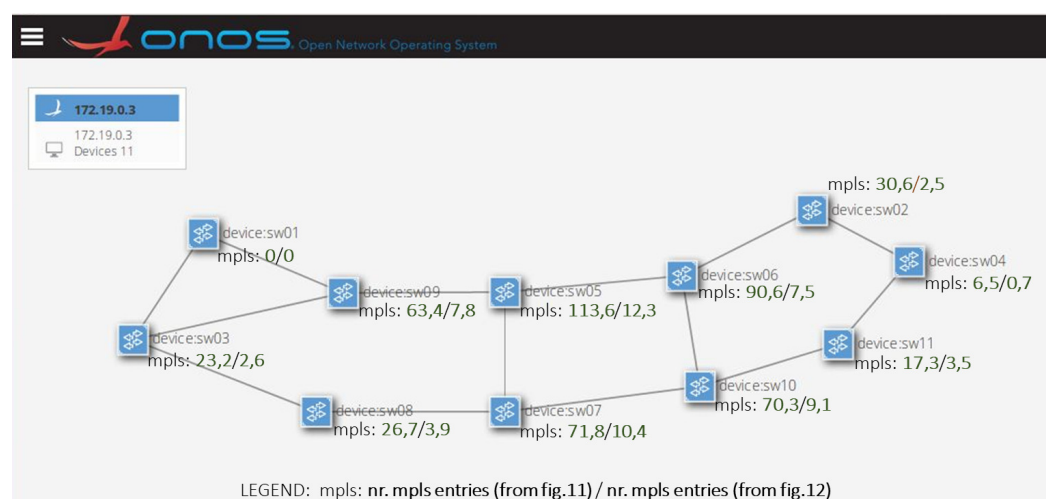 onos. Open Network Operating System
172.19.0.3
172.19.0.3
Devices 11
mpls: 30,6/2,5
device:sw02
device:sw01
mpls: 0/0
device:sw04
mpls: 6,5/0,7
device:sw06
mpls: 90,6/7,5
device:sw09
mpls: 63,4/7,8
device:sw05
mpls: 113,6/12,3
device:sw03
mpls: 23,2/2,6
device:sw11
mpls: 17,3/3,5
device:sw10
mpls: 70,3/9,1
device:sw08
mpls: 26,7/3,9
device:sw07
mpls: 71,8/10,4
LEGEND: mpls: nr. mpls entries (from fig.11) / nr. mpls entries (from fig.12)